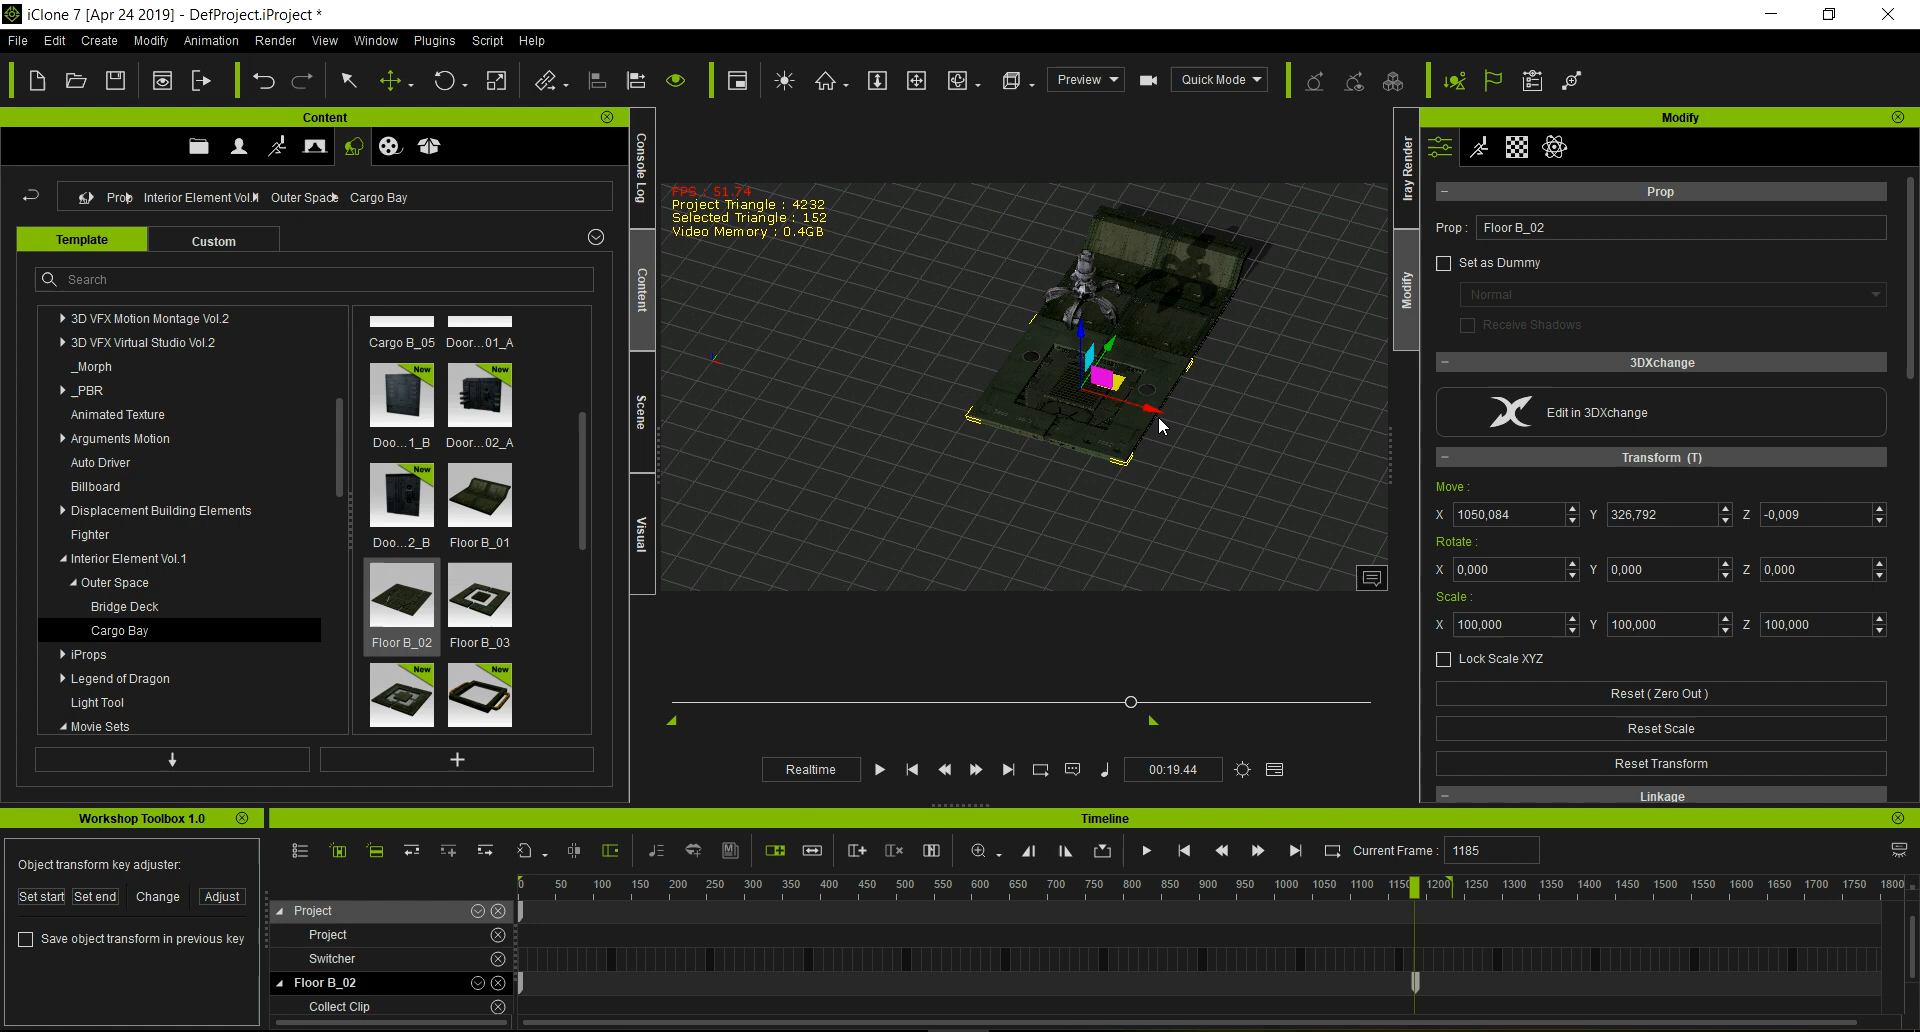 iClone 7 [Apr 24 2019] - DefProject.iProject *
File Edit Create Modify Animation Render View Window Plugins Script Help
Preview
Quick Mode
Content
Prop Interior Element Vol.1 Outer Space Cargo Bay
Template
Custom
Search
3D VFX Motion Montage Vol.2
3D VFX Virtual Studio Vol.2
_Morph
_PBR
Animated Texture
Arguments Motion
Auto Driver
Billboard
Displacement Building Elements
Fighter
Interior Element Vol.1
Outer Space
Bridge Deck
Cargo Bay
iProps
Legend of Dragon
Light Tool
Movie Sets
Cargo B_05 Door...01_A
New New
Doo...1_B Door...02_A
New
Doo...2_B Floor B_01
Floor B_02 Floor B_03
New New
Console Log
Content
Scene
Visual
FPS : 51.74
Project Triangle : 4232
Selected Triangle : 152
Video Memory : 0.4GB
Realtime
00:19.44
Iray Render
Modify
Modify
Prop
Prop : Floor B_02
Set as Dummy
Normal
Receive Shadows
3DXchange
Edit in 3DXchange
Transform (T)
Move :
X 1050,084 Y 326,792 Z -0,009
Rotate :
X 0,000 Y 0,000 Z 0,000
Scale :
X 100,000 Y 100,000 Z 100,000
Lock Scale XYZ
Reset ( Zero Out )
Reset Scale
Reset Transform
Linkage
Workshop Toolbox 1.0
Object transform key adjuster:
Set start Set end Change Adjust
Save object transform in previous key
Timeline
Current Frame : 1185
0 50 100 150 200 250 300 350 400 450 500 550 600 650 700 750 800 850 900 950 1000 1050 1100 1150 1200 1250 1300 1350 1400 1450 1500 1550 1600 1650 1700 1750 1800
Project
Project
Switcher
Floor B_02
Collect Clip